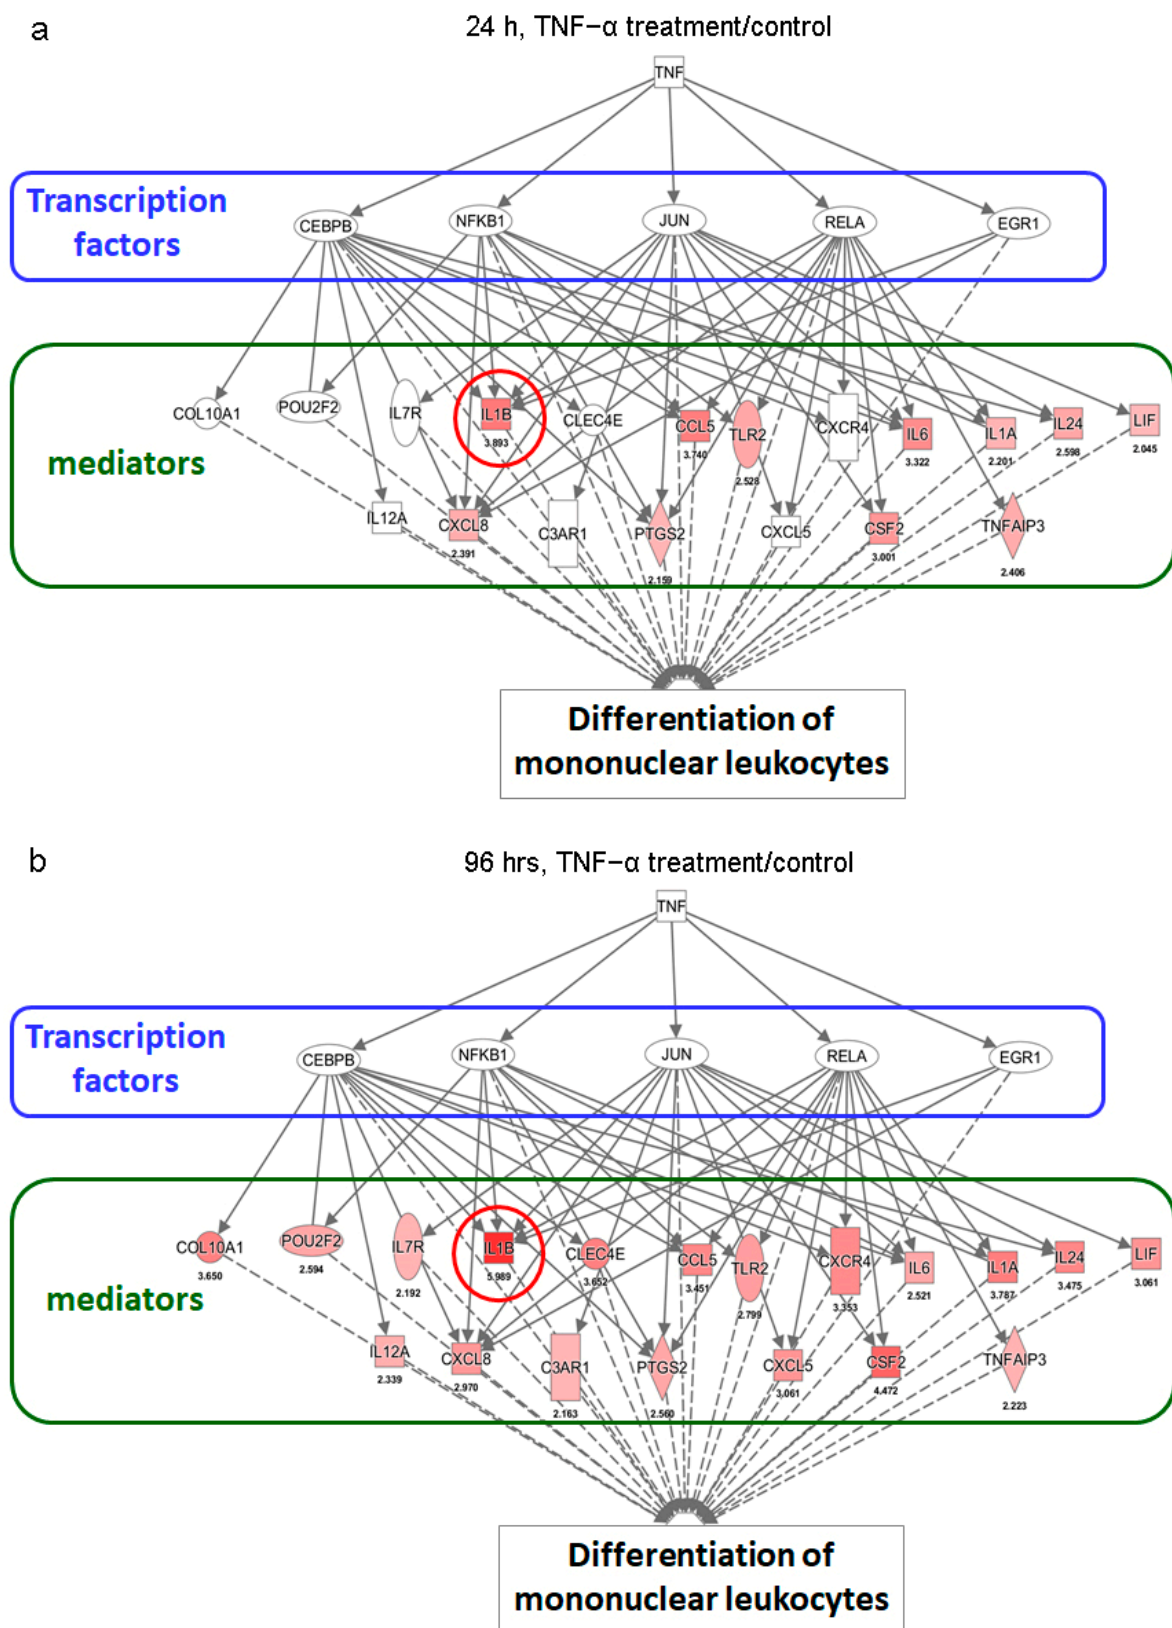 a
24 h, TNF-α treatment/control
TNF
Transcription
factors
CEBPB
NFKB1
JUN
RELA
EGR1
COL10A1
POU2F2
IL7R
IL1B
3.893
CLEC4E
CCL5
3.740
TLR2
2.528
CXCR4
IL6
3.322
IL1A
2.201
IL24
2.598
LIF
2.045
mediators
IL12A
CXCL8
2.391
C3AR1
PTGS2
2.159
CXCL5
CSF2
3.001
TNFAIP3
2.406
Differentiation of
mononuclear leukocytes
b
96 hrs, TNF-α treatment/control
TNF
Transcription
factors
CEBPB
NFKB1
JUN
RELA
EGR1
COL10A1
3.650
POU2F2
2.594
IL7R
2.192
IL1B
5.989
CLEC4E
3.652
CCL5
3.451
TLR2
2.799
CXCR4
3.353
IL6
2.521
IL1A
3.787
IL24
3.475
LIF
3.061
mediators
IL12A
2.339
CXCL8
2.970
C3AR1
2.163
PTGS2
2.560
CXCL5
3.061
CSF2
4.472
TNFAIP3
2.223
Differentiation of
mononuclear leukocytes